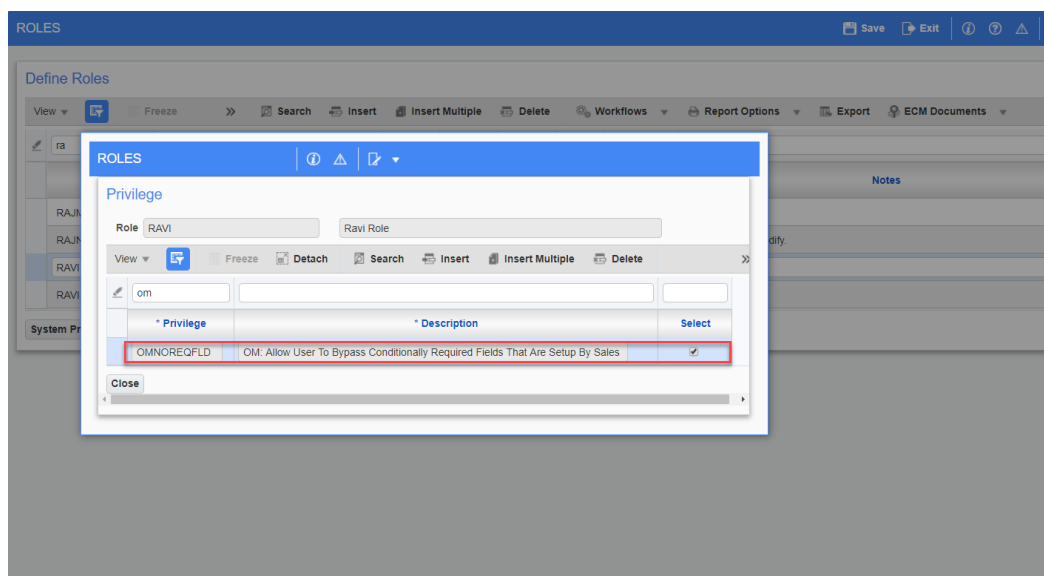 ROLES Save Exit
Define Roles
View Freeze Search Insert Insert Multiple Delete Workflows Report Options Export ECM Documents
ra
Notes
RAJN
dify.
RAVI
RAVI
System Pr
ROLES
Privilege
Role RAVI Ravi Role
View Freeze Detach Search Insert Insert Multiple Delete
om
* Privilege * Description Select
OMNOREQFLD OM: Allow User To Bypass Conditionally Required Fields That Are Setup By Sales
Close